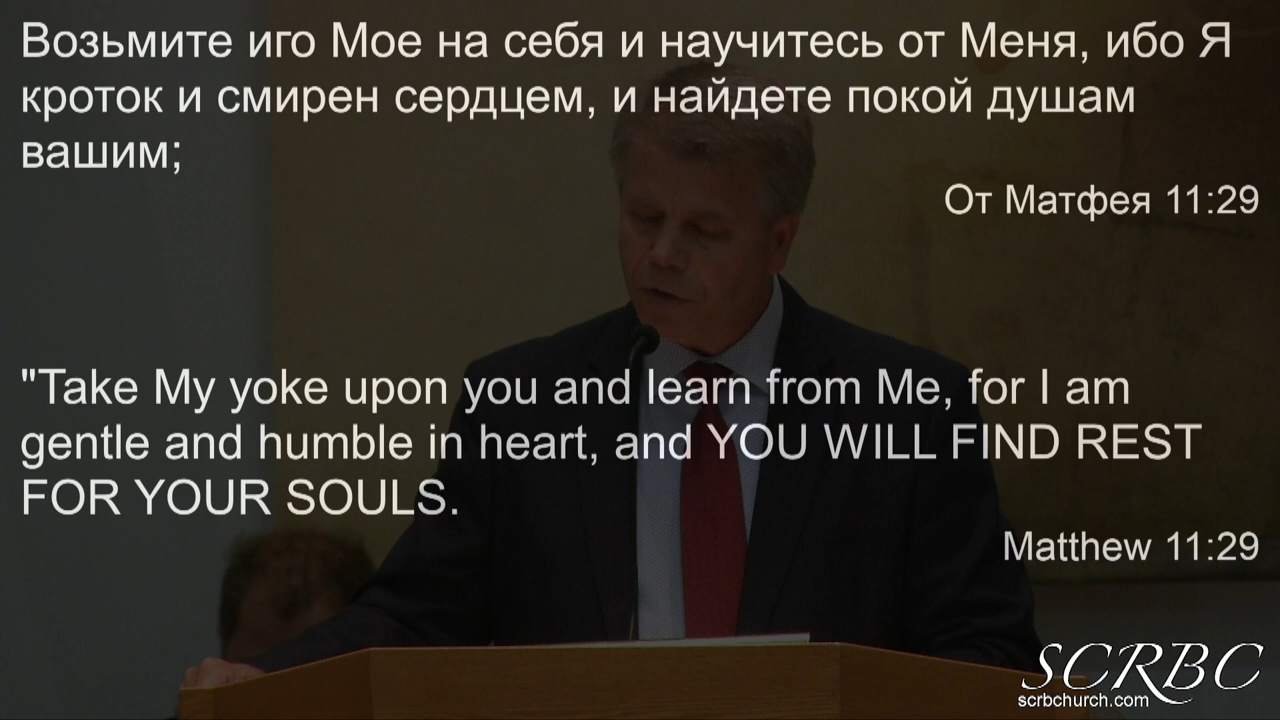 Возьмите иго Мое на себя и научитесь от Меня, ибо Я
кроток и смирен сердцем, и найдете покой душам
вашим;
От Матфея 11:29
"Take My yoke upon you and learn from Me, for I am
gentle and humble in heart, and YOU WILL FIND REST
FOR YOUR SOULS.
Matthew 11:29
SCRBC
scrbchurch.com